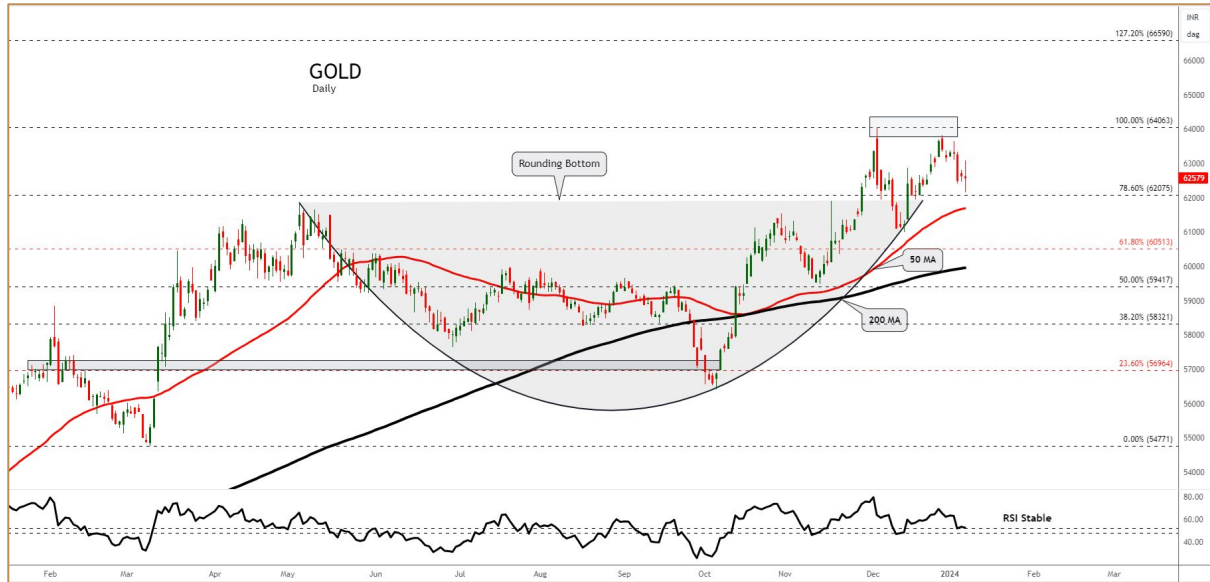 INR
dag
127.20% (66590)
66000
GOLD
Daily
65000
100.00% (64063)
64000
Rounding Bottom
63000
62579
78.60% (62075)
62000
61.80% (60513)
61000
50 MA
60000
50.00% (59417)
59000
200 MA
38.20% (58321)
58000
23.60% (56964)
57000
56000
0.00% (54771)
55000
54000
80.00
RSI Stable
60.00
40.00
Feb Mar Apr May Jun Jul Aug Sep Oct Nov Dec 2024 Feb Mar